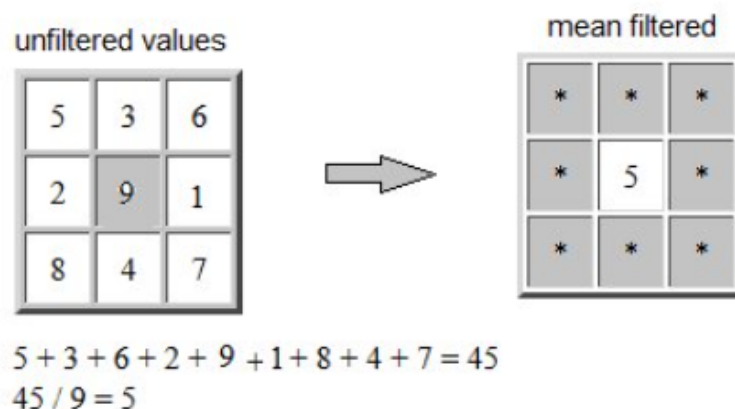 unfiltered values
mean filtered
5 3 6
2 9 1
8 4 7
* * *
* 5 *
* * *
5 + 3 + 6 + 2 + 9 + 1 + 8 + 4 + 7 = 45
45 / 9 = 5